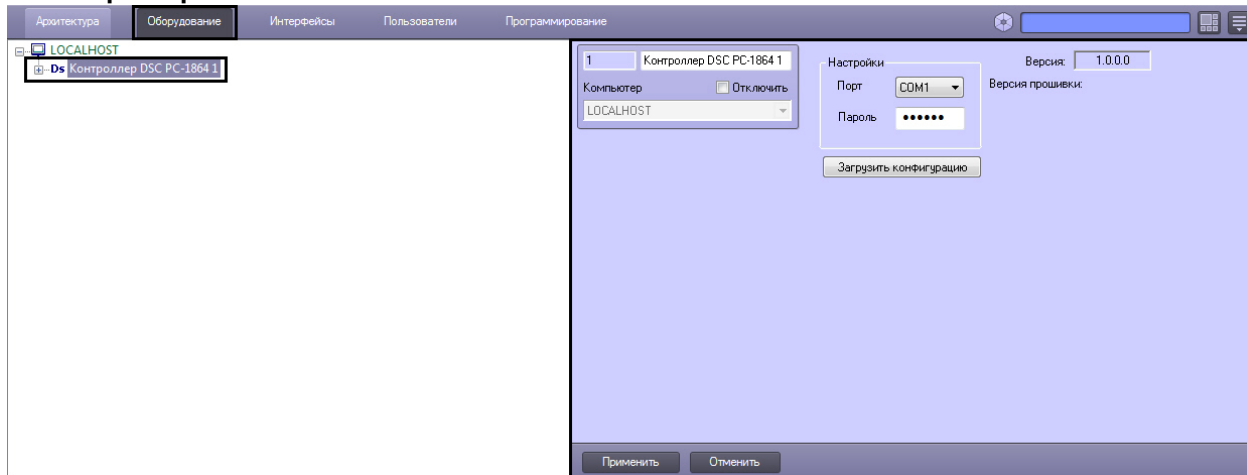 Архитектура Оборудование Интерфейсы Пользователи Программирование
LOCALHOST
Ds Контроллер DSC PC-1864 1
1 Контроллер DSC PC-1864 1
Компьютер Отключить
LOCALHOST
Настройки
Порт COM1
Пароль ••••••
Загрузить конфигурацию
Версия: 1.0.0.0
Версия прошивки:
Применить Отменить